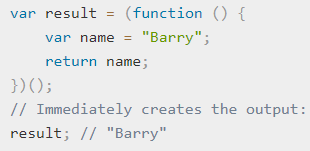 var result = (function () {
    var name = "Barry";
    return name;
})();
// Immediately creates the output:
result; // "Barry"